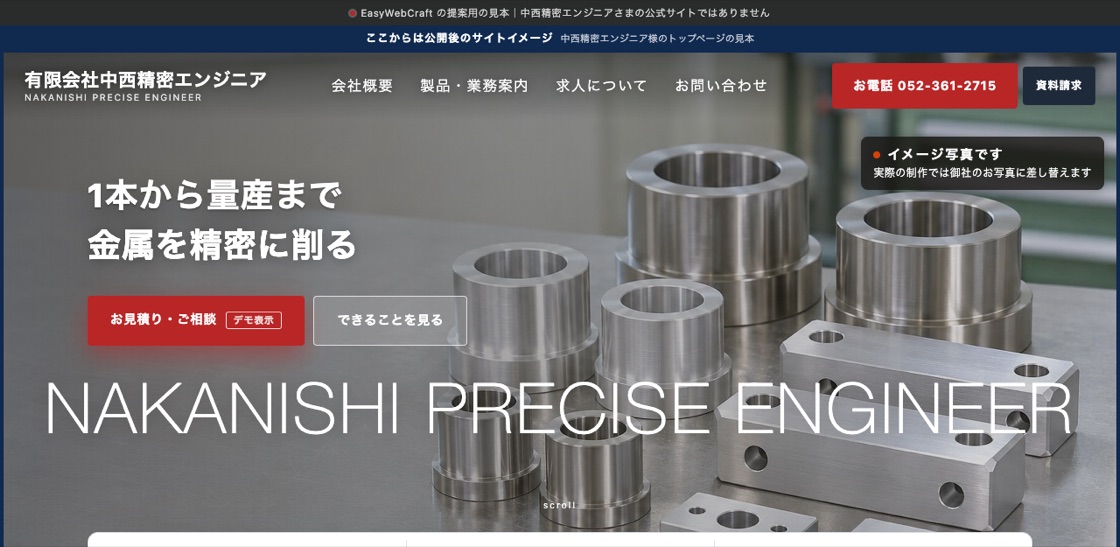 EasyWebCraft の提案用の見本｜中西精密エンジニアさまの公式サイトではありません
ここからは公開後のサイトイメージ 中西精密エンジニア様のトップページの見本
有限会社中西精密エンジニア
NAKANISHI PRECISE ENGINEER
会社概要 製品・業務案内 求人について お問い合わせ
お電話 052-361-2715
資料請求
イメージ写真です
実際の制作では御社のお写真に差し替えます
1本から量産まで
金属を精密に削る
お見積り・ご相談 デモ表示
できることを見る
NAKANISHI PRECISE ENGINEER
scroll